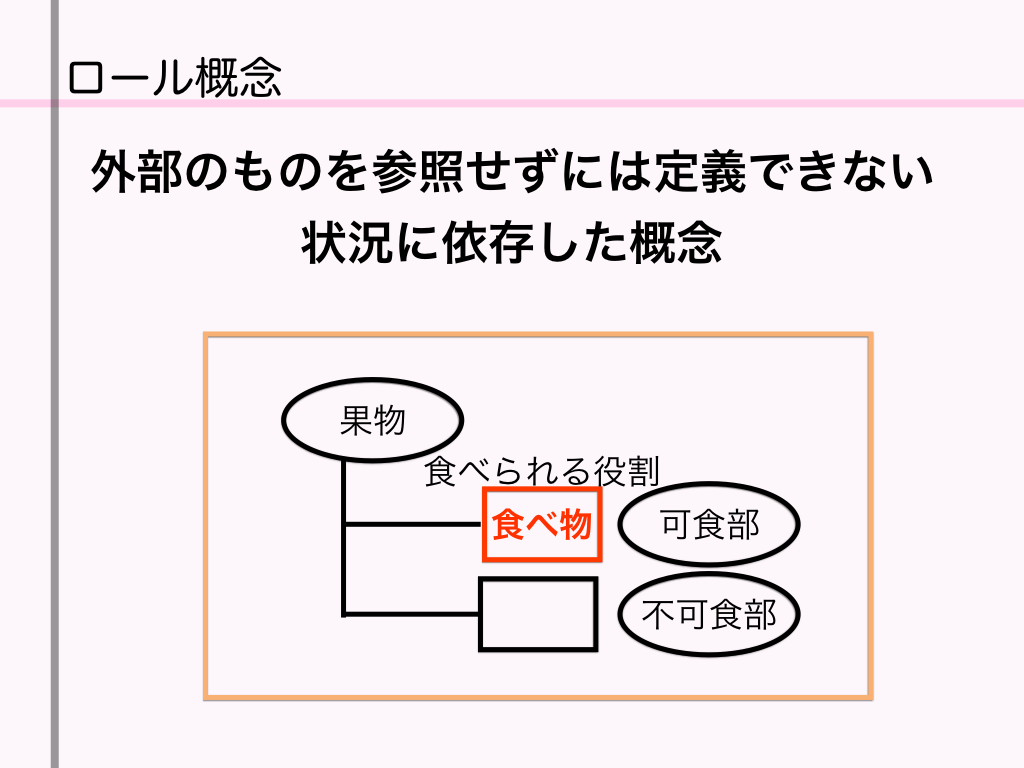 ロール概念
外部のものを参照せずには定義できない
状況に依存した概念
果物
食べられる役割
食べ物
可食部
不可食部